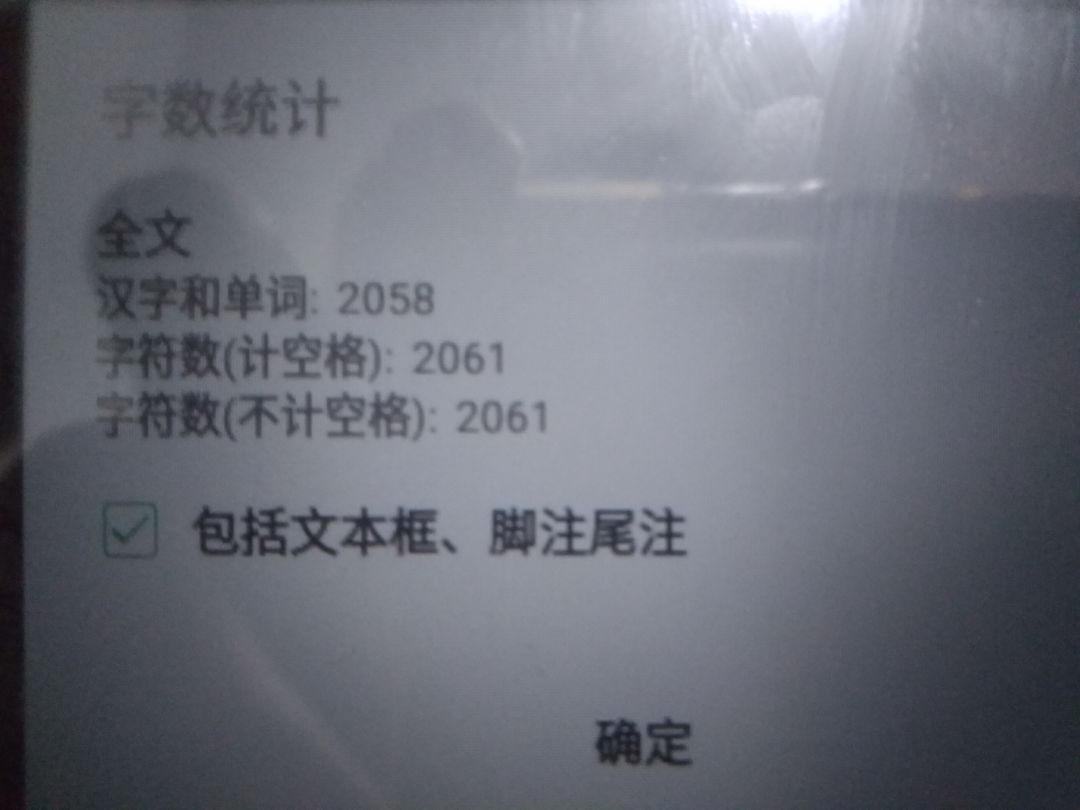 字数统计
全文
汉字和单词: 2058
字符数(计空格): 2061
字符数(不计空格): 2061
包括文本框、脚注尾注
确定